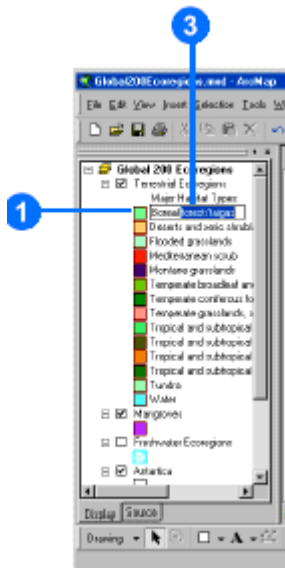 3
Global200Ecoregions.mxd - ArcMap
File Edit View Insert Selection Tools W
Global 200 Ecoregions
Terrestrial Ecoregions
Major Habitat Types
1
Boreal forest/taigas
Deserts and xeric shrubl
Flooded grasslands
Mediterranean scrub
Montane grasslands
Temperate broadleaf an
Temperate coniferous fo
Temperate grasslands, s
Tropical and subtropical
Tropical and subtropical
Tropical and subtropical
Tropical and subtropical
Tundra
Water
Mangroves
Freshwater Ecoregions
Antartica
Display Source
Drawing A